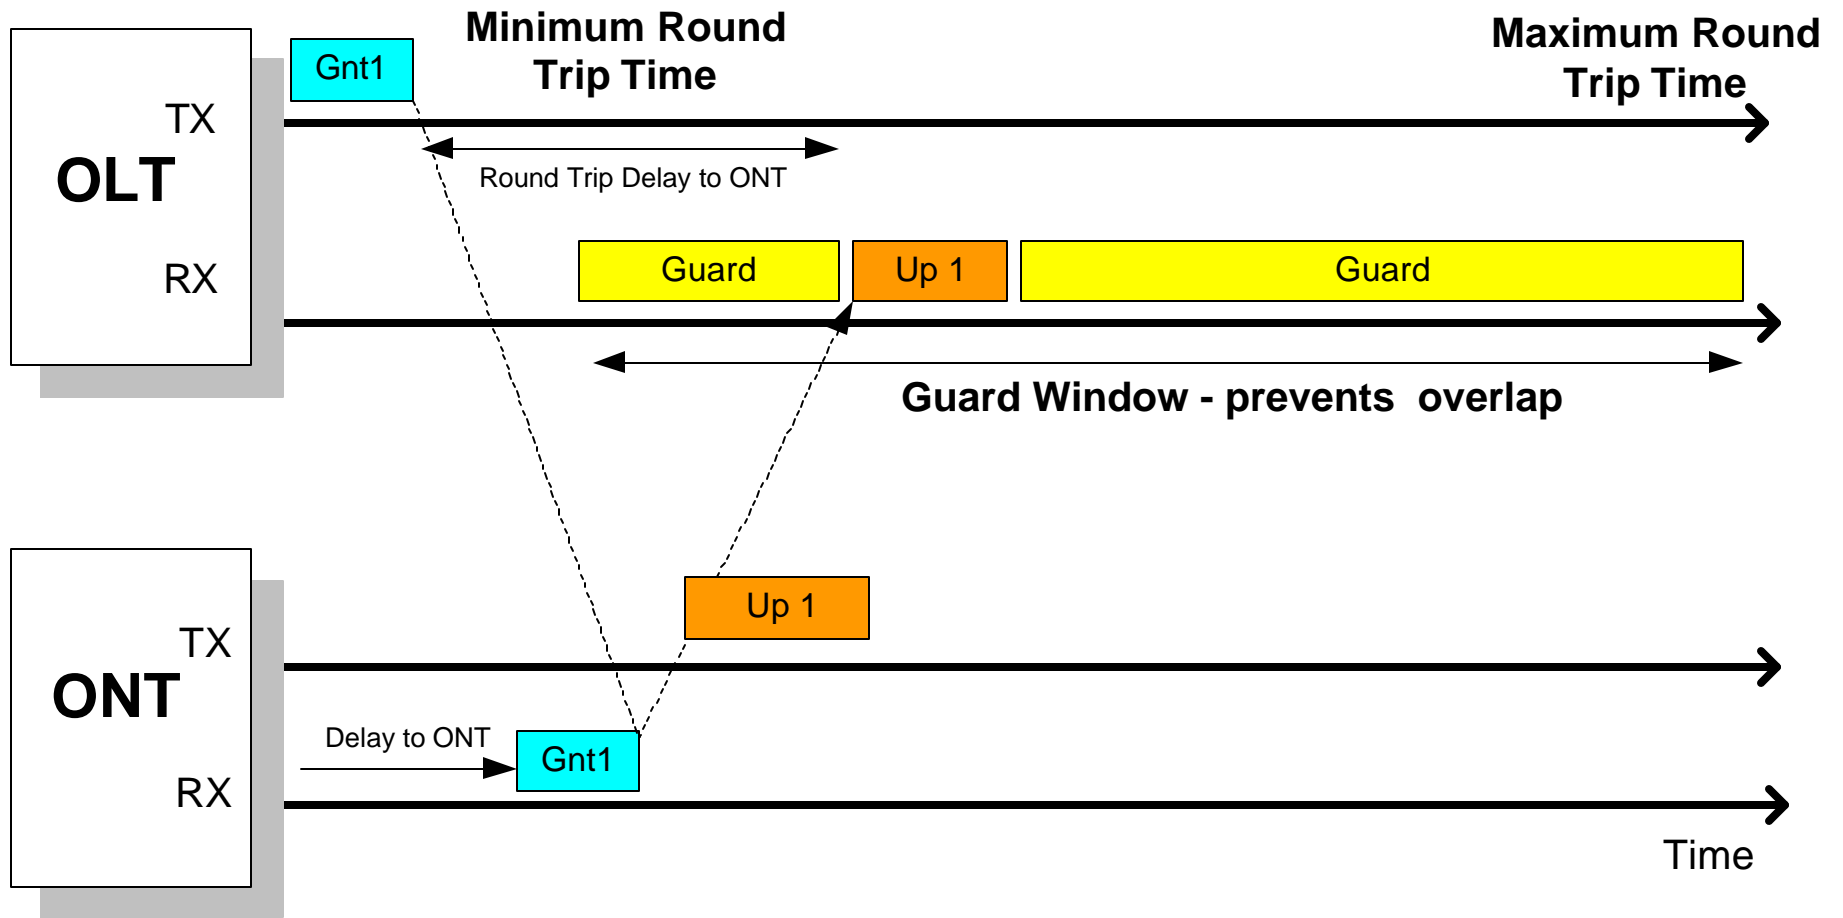 Minimum Round
Trip Time
Maximum Round
Trip Time
Gnt1
TX
OLT
Round Trip Delay to ONT
RX
Guard
Up 1
Guard
Guard Window - prevents  overlap
Up 1
TX
ONT
Delay to ONT
Gnt1
RX
Time